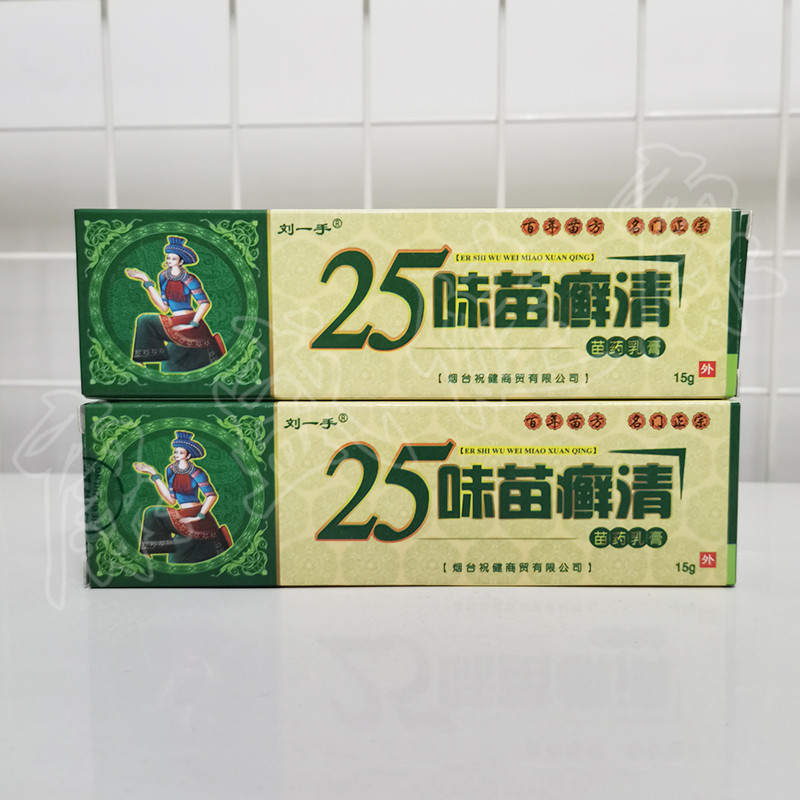 刘一手®
百年苗方 名门正宗
【ER SHI WU WEI MIAO XUAN QING】
25味苗癣清
苗药乳膏
【烟台祝健商贸有限公司】
15g 外
刘一手®
百年苗方 名门正宗
【ER SHI WU WEI MIAO XUAN QING】
25味苗癣清
苗药乳膏
【烟台祝健商贸有限公司】
15g 外